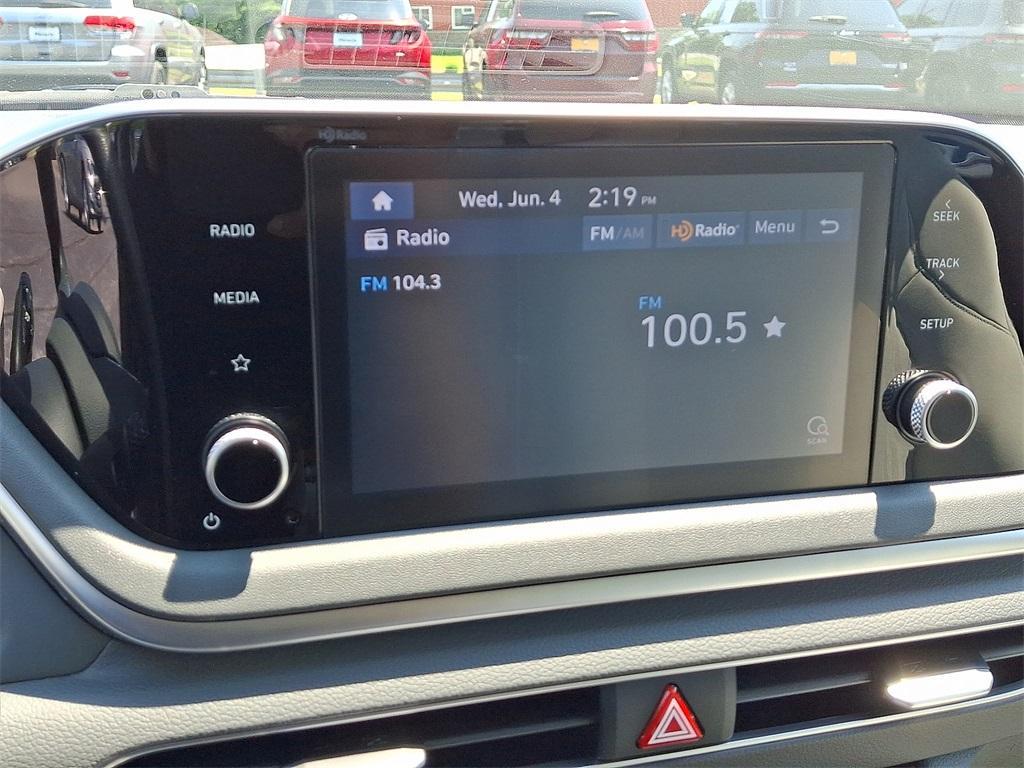 HD Radio
RADIO
MEDIA
Wed, Jun. 4 2:19 PM
Radio
FM/AM HD Radio Menu
FM 104.3
FM
100.5
SCAN
SEEK
TRACK
SETUP